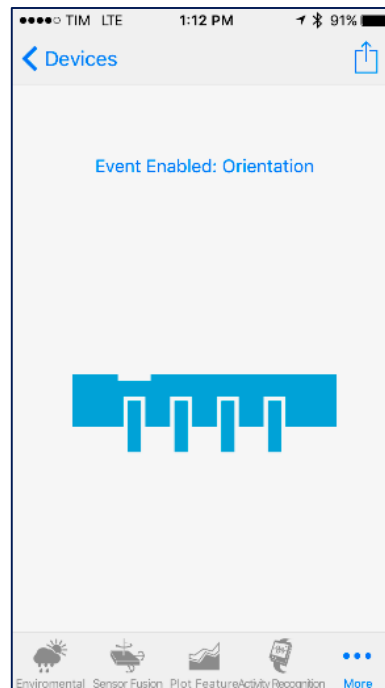 TIM LTE 1:12 PM 91%
Devices
Event Enabled: Orientation
Enviromental Sensor Fusion Plot Feature Activity Recognition More